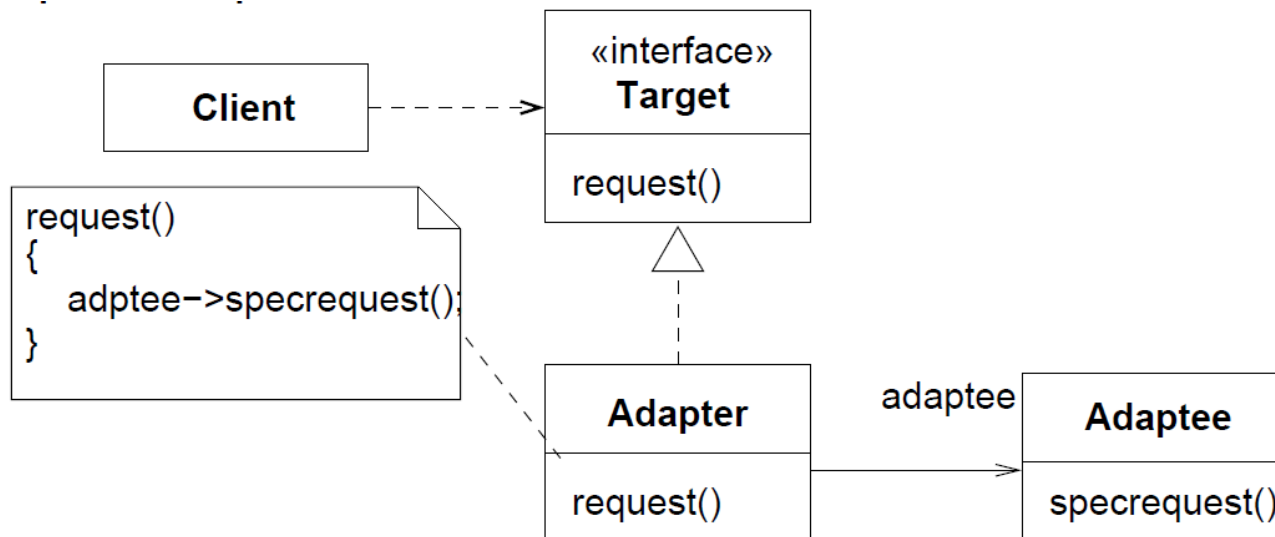 «interface»
Target
request()
Client
request()
{
adptee−>specrequest();
}
Adapter
request()
adaptee
Adaptee
specrequest()